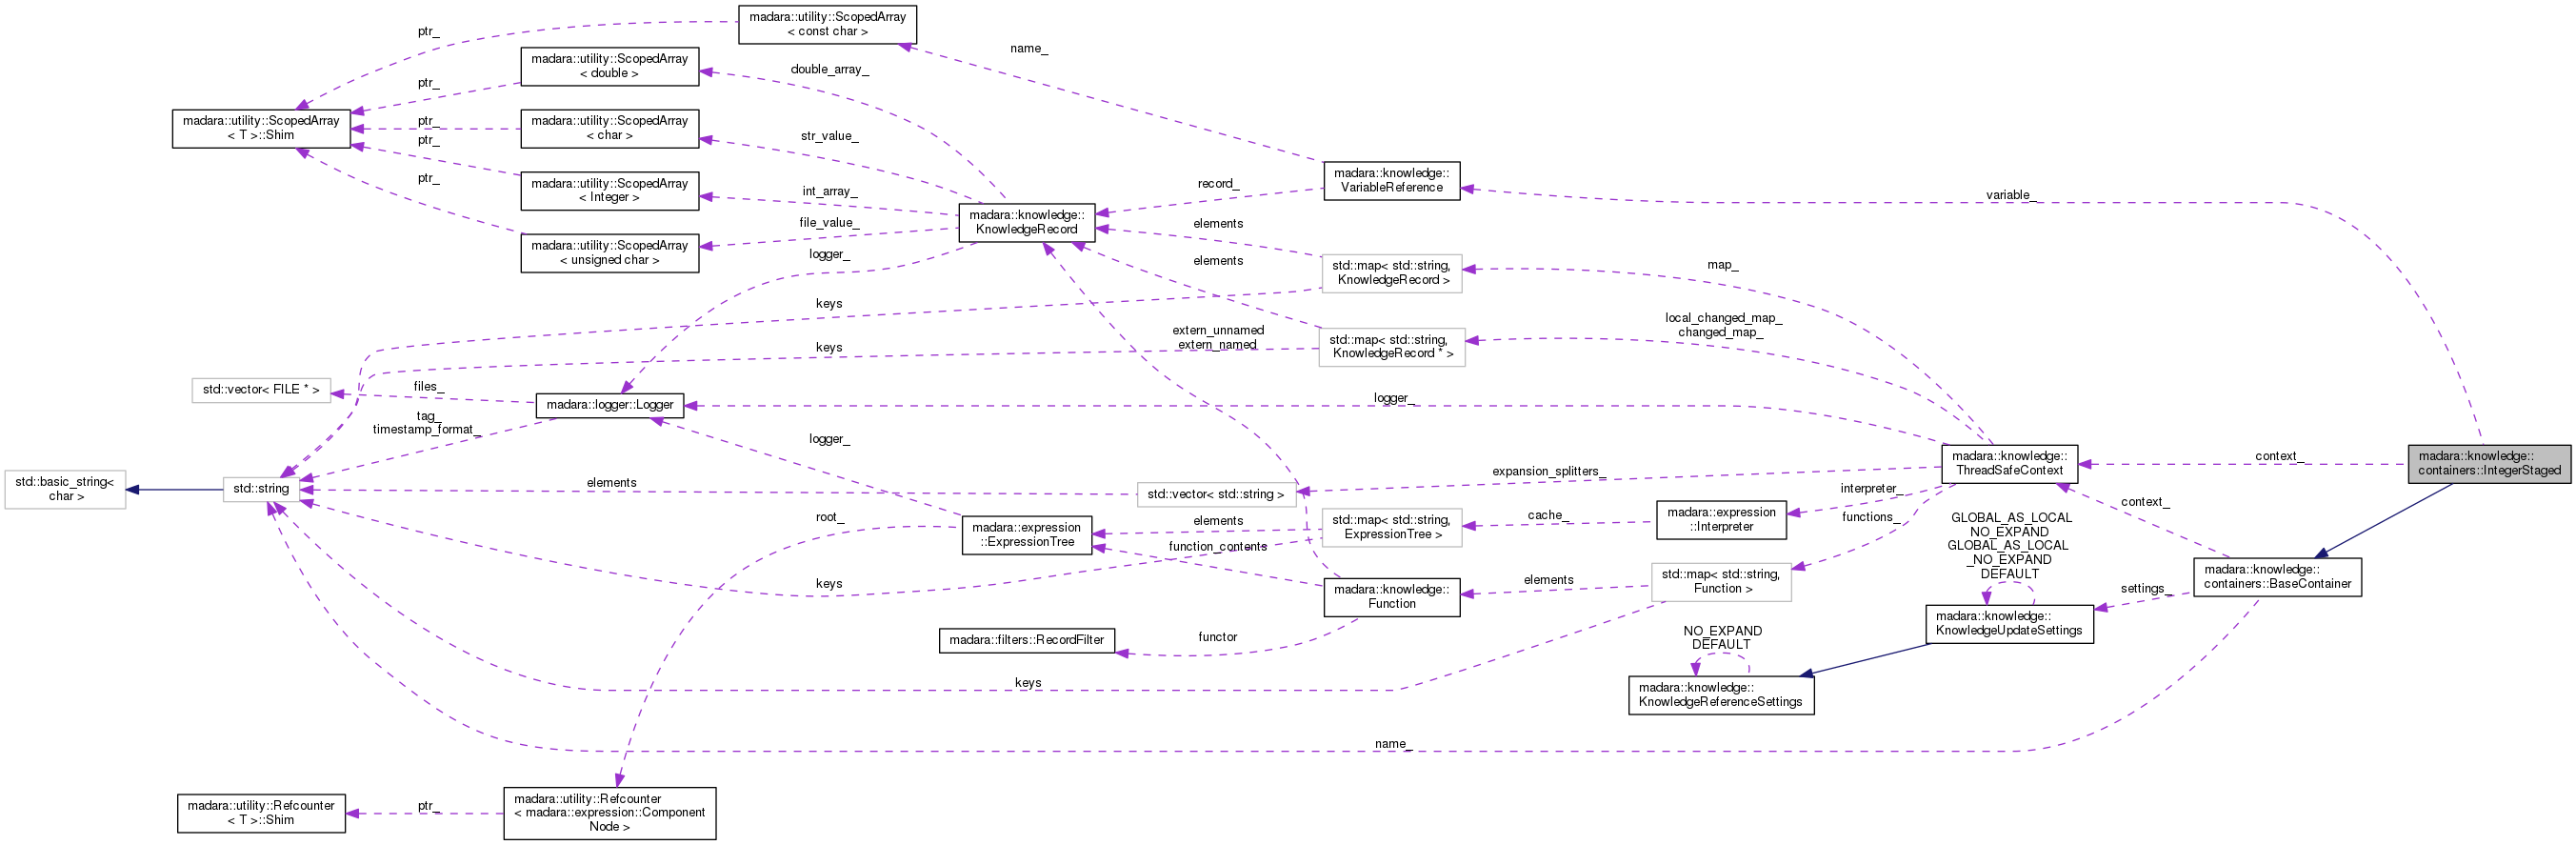 madara::utility::ScopedArray
< const char >
ptr_
name_
madara::utility::ScopedArray
< double >
double_array_
ptr_
madara::utility::ScopedArray
< T >::Shim
ptr_
madara::utility::ScopedArray
< char >
str_value_
ptr_
madara::utility::ScopedArray
< Integer >
int_array_
ptr_
madara::utility::ScopedArray
< unsigned char >
file_value_
madara::knowledge::
KnowledgeRecord
record_
madara::knowledge::
VariableReference
variable_
elements
elements
logger_
std::map< std::string,
KnowledgeRecord >
map_
keys
extern_unnamed
extern_named
std::map< std::string,
KnowledgeRecord * >
local_changed_map_
changed_map_
keys
std::vector< FILE * >
files_
tag_
timestamp_format_
madara::logger::Logger
logger_
logger_
madara::knowledge::
ThreadSafeContext
context_
madara::knowledge::
containers::IntegerStaged
std::basic_string<
char >
std::string
elements
std::vector< std::string >
expansion_splitters_
root_
madara::expression
::ExpressionTree
elements
function_contents
std::map< std::string,
ExpressionTree >
cache_
madara::expression
::Interpreter
interpreter_
functions_
context_
keys
madara::knowledge::
Function
elements
std::map< std::string,
Function >
GLOBAL_AS_LOCAL
NO_EXPAND
GLOBAL_AS_LOCAL
_NO_EXPAND
DEFAULT
settings_
madara::knowledge::
containers::BaseContainer
madara::filters::RecordFilter
functor
madara::knowledge::
KnowledgeUpdateSettings
NO_EXPAND
DEFAULT
keys
madara::knowledge::
KnowledgeReferenceSettings
name_
madara::utility::Refcounter
< T >::Shim
ptr_
madara::utility::Refcounter
< madara::expression::Component
Node >